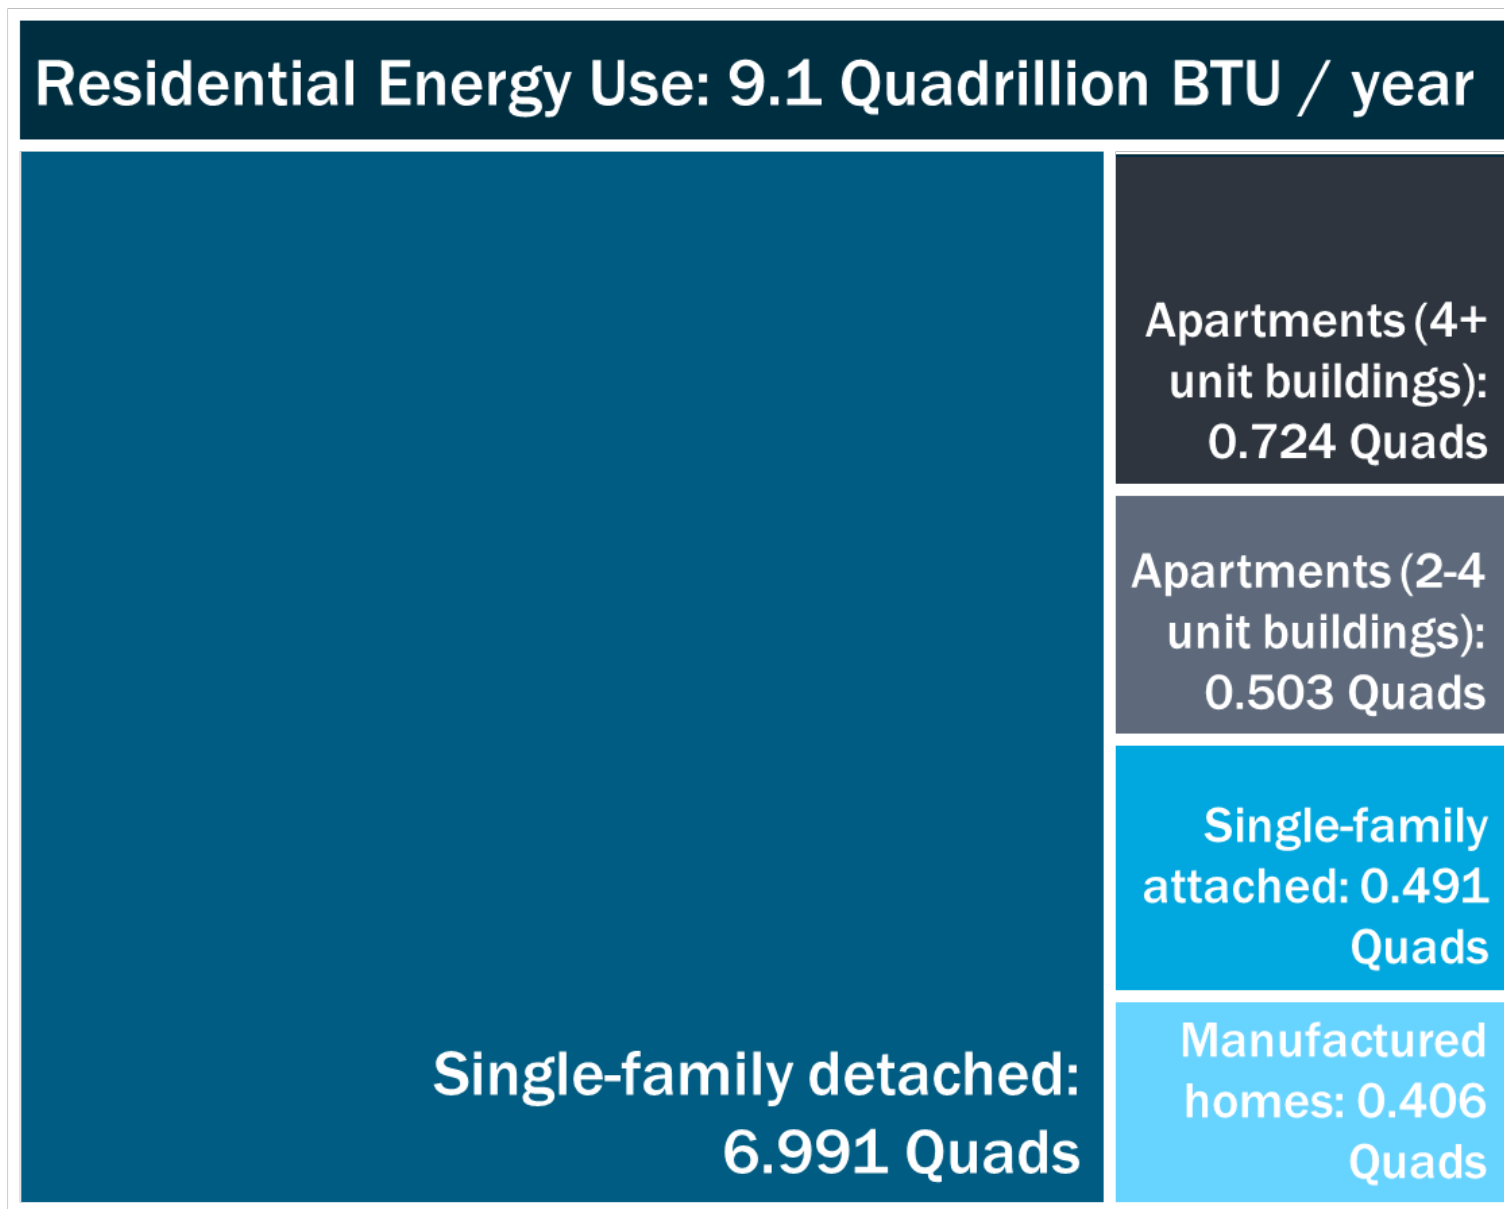 Residential Energy Use: 9.1 Quadrillion BTU / year
Single-family detached:
6.991 Quads
Apartments (4+
unit buildings):
0.724 Quads
Apartments (2-4
unit buildings):
0.503 Quads
Single-family
attached: 0.491
Quads
Manufactured
homes: 0.406
Quads